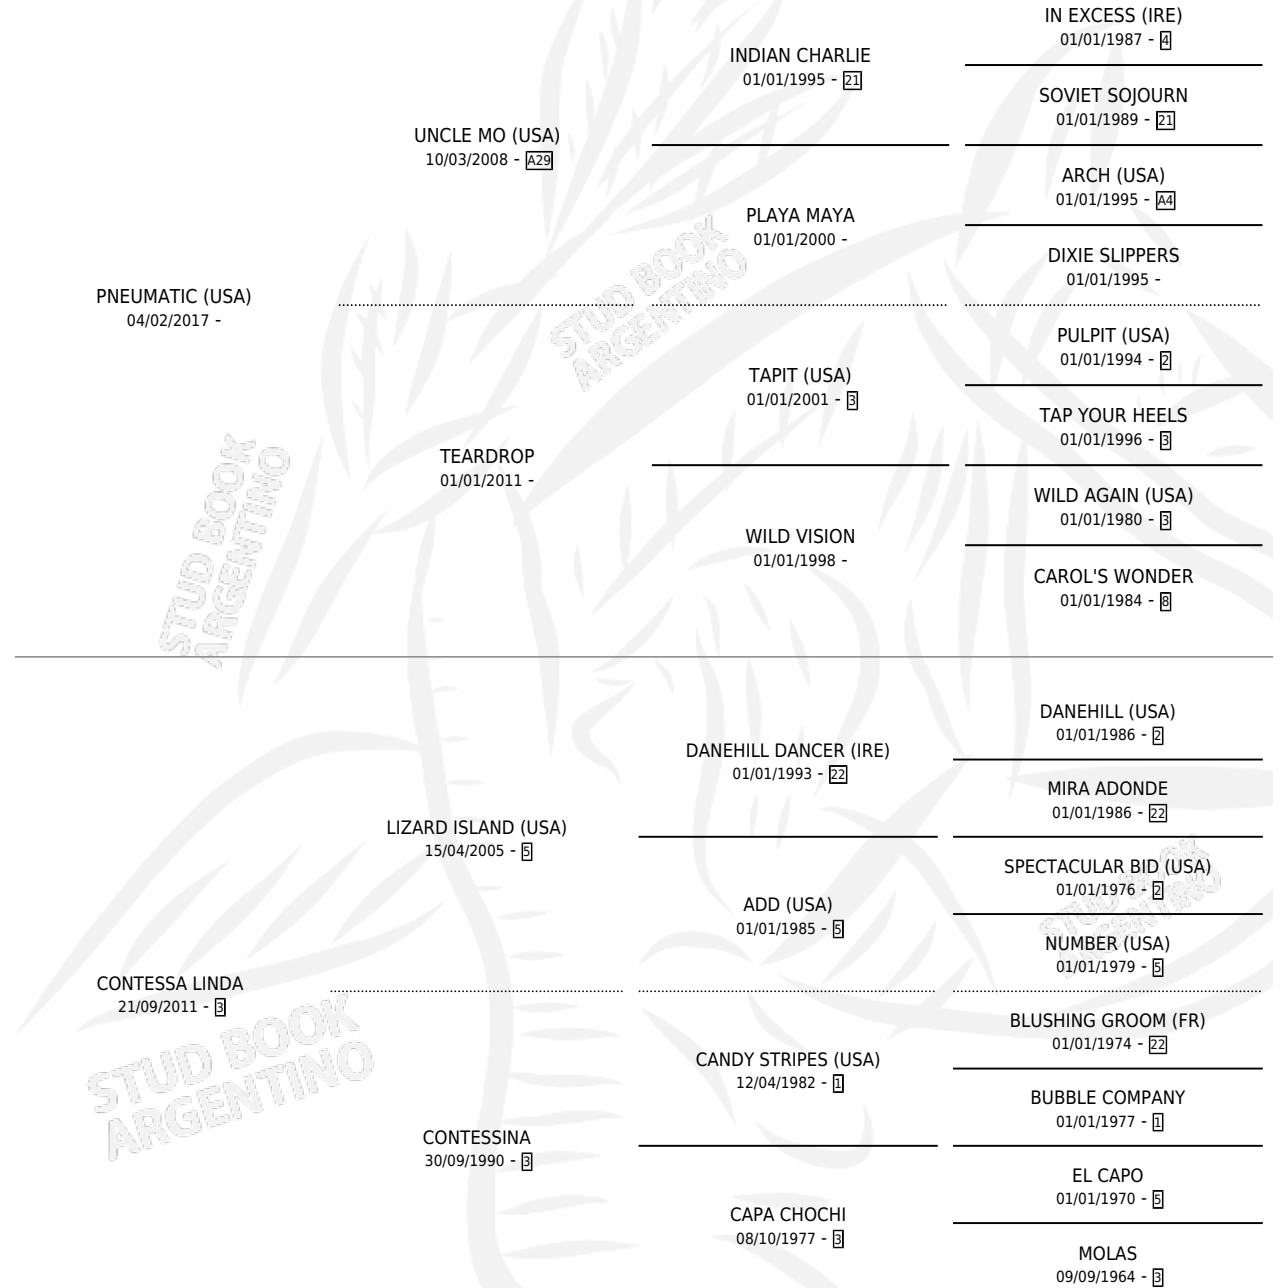 IN EXCESS (IRE)
01/01/1987 - 4
INDIAN CHARLIE
01/01/1995 - 21
SOVIET SOJOURN
01/01/1989 - 21
UNCLE MO (USA)
10/03/2008 - A29
ARCH (USA)
01/01/1995 - A4
PLAYA MAYA
01/01/2000 -
DIXIE SLIPPERS
01/01/1995 -
PNEUMATIC (USA)
04/02/2017 -
STUD BOOK
ARGENTINO
PULPIT (USA)
01/01/1994 - 2
TAPIT (USA)
01/01/2001 - 3
TAP YOUR HEELS
01/01/1996 - 3
TEARDROP
01/01/2011 -
WILD AGAIN (USA)
01/01/1980 - 3
WILD VISION
01/01/1998 -
CAROL'S WONDER
01/01/1984 - 8
STUD BOOK
ARGENTINO
DANEHILL (USA)
01/01/1986 - 2
DANEHILL DANCER (IRE)
01/01/1993 - 22
MIRA ADONDE
01/01/1986 - 22
LIZARD ISLAND (USA)
15/04/2005 - 5
SPECTACULAR BID (USA)
01/01/1976 - 2
ADD (USA)
01/01/1985 - 5
NUMBER (USA)
01/01/1979 - 5
STUD BOOK
ARGENTINO
CONTESSA LINDA
21/09/2011 - 3
BLUSHING GROOM (FR)
01/01/1974 - 22
CANDY STRIPES (USA)
12/04/1982 - 1
BUBBLE COMPANY
01/01/1977 - 1
STUD BOOK
ARGENTINO
CONTESSINA
30/09/1990 - 3
EL CAPO
01/01/1970 - 5
CAPA CHOCHI
08/10/1977 - 3
MOLAS
09/09/1964 - 3